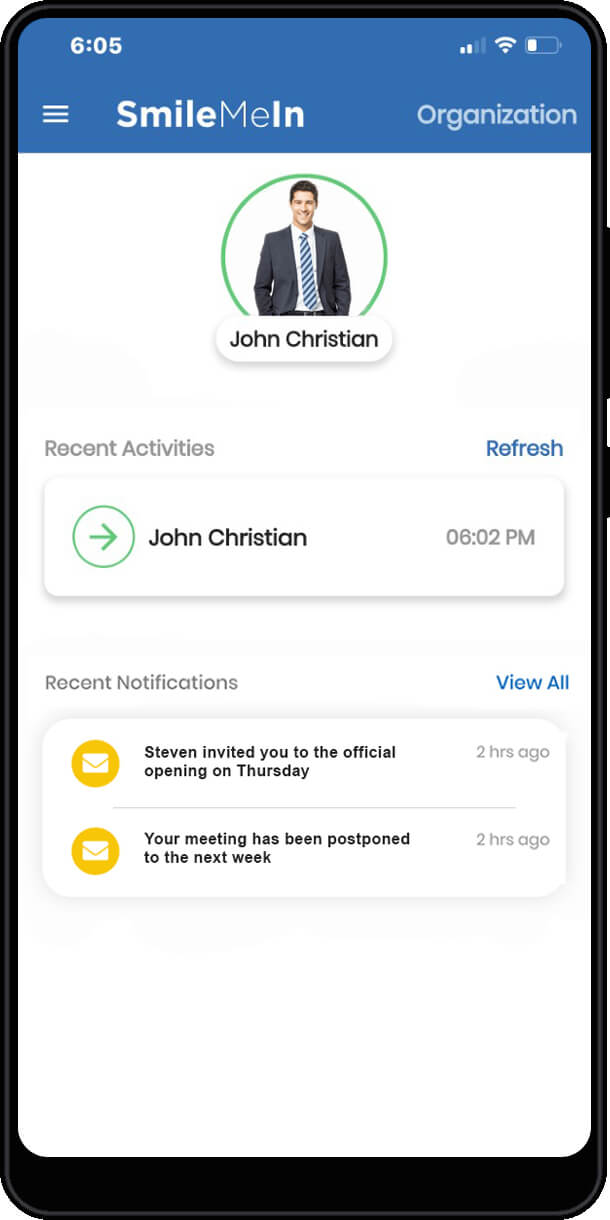 6:05
SmileMeIn
Organization
John Christian
Recent Activities
Refresh
John Christian
06:02 PM
Recent Notifications
View All
Steven invited you to the official
opening on Thursday
2 hrs ago
Your meeting has been postponed
to the next week
2 hrs ago